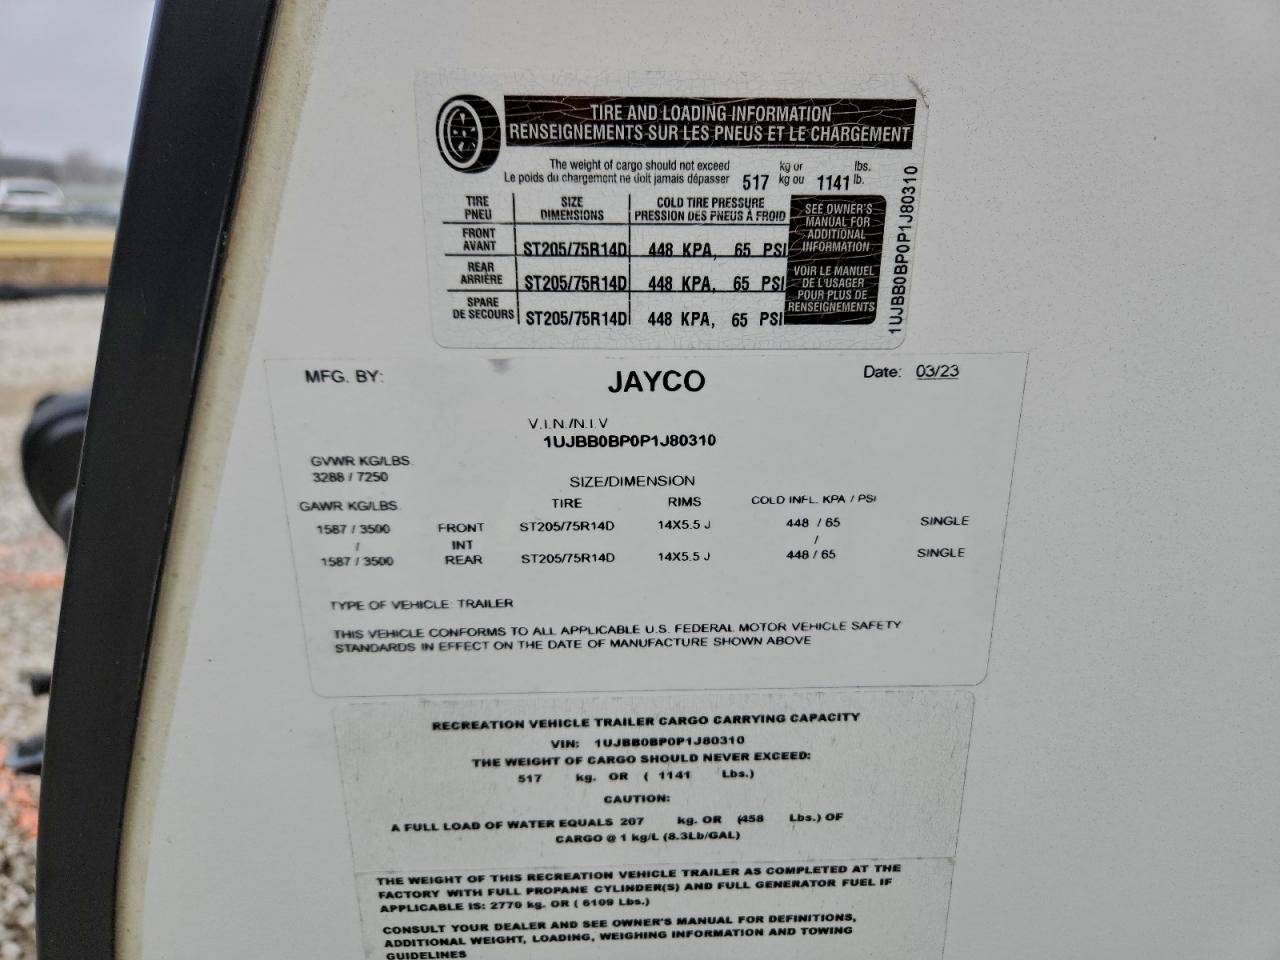 TIRE AND LOADING INFORMATION
RENSEIGNEMENTS SUR LES PNEUS ET LE CHARGEMENT
The weight of cargo should not exceed kg or lbs.
Le poids du chargement ne doit jamais dépasser 517 kg ou 1141 lb.
TIRE PNEU SIZE DIMENSIONS COLD TIRE PRESSURE PRESSION DES PNEUS À FROID
FRONT AVANT ST205/75R14D 448 KPA, 65 PSI
REAR ARRIÈRE ST205/75R14D 448 KPA, 65 PSI
SPARE DE SECOURS ST205/75R14D 448 KPA, 65 PSI
SEE OWNER'S
MANUAL FOR
ADDITIONAL
INFORMATION
VOIR LE MANUEL
DE L'USAGER
POUR PLUS DE
RENSEIGNEMENTS
1UJBB0BP0P1J80310
MFG. BY: JAYCO Date: 03/23
V.I.N./N.I.V
1UJBB0BP0P1J80310
GVWR KG/LBS.
3288 / 7250
SIZE/DIMENSION
GAWR KG/LBS. TIRE RIMS COLD INFL. KPA / PSI
1587 / 3500 FRONT ST205/75R14D 14X5.5 J 448 / 65 SINGLE
/ INT /
1587 / 3500 REAR ST205/75R14D 14X5.5 J 448 / 65 SINGLE
TYPE OF VEHICLE: TRAILER
THIS VEHICLE CONFORMS TO ALL APPLICABLE U.S. FEDERAL MOTOR VEHICLE SAFETY
STANDARDS IN EFFECT ON THE DATE OF MANUFACTURE SHOWN ABOVE
RECREATION VEHICLE TRAILER CARGO CARRYING CAPACITY
VIN: 1UJBB0BP0P1J80310
THE WEIGHT OF CARGO SHOULD NEVER EXCEED:
517 kg. OR ( 1141 Lbs.)
CAUTION:
A FULL LOAD OF WATER EQUALS 207 kg. OR (458 Lbs.) OF
CARGO @ 1 kg/L (8.3Lb/GAL)
THE WEIGHT OF THIS RECREATION VEHICLE TRAILER AS COMPLETED AT THE
FACTORY WITH FULL PROPANE CYLINDER(S) AND FULL GENERATOR FUEL IF
APPLICABLE IS: 2770 kg. OR ( 6109 Lbs.)
CONSULT YOUR DEALER AND SEE OWNER'S MANUAL FOR DEFINITIONS,
ADDITIONAL WEIGHT, LOADING, WEIGHING INFORMATION AND TOWING
GUIDELINES